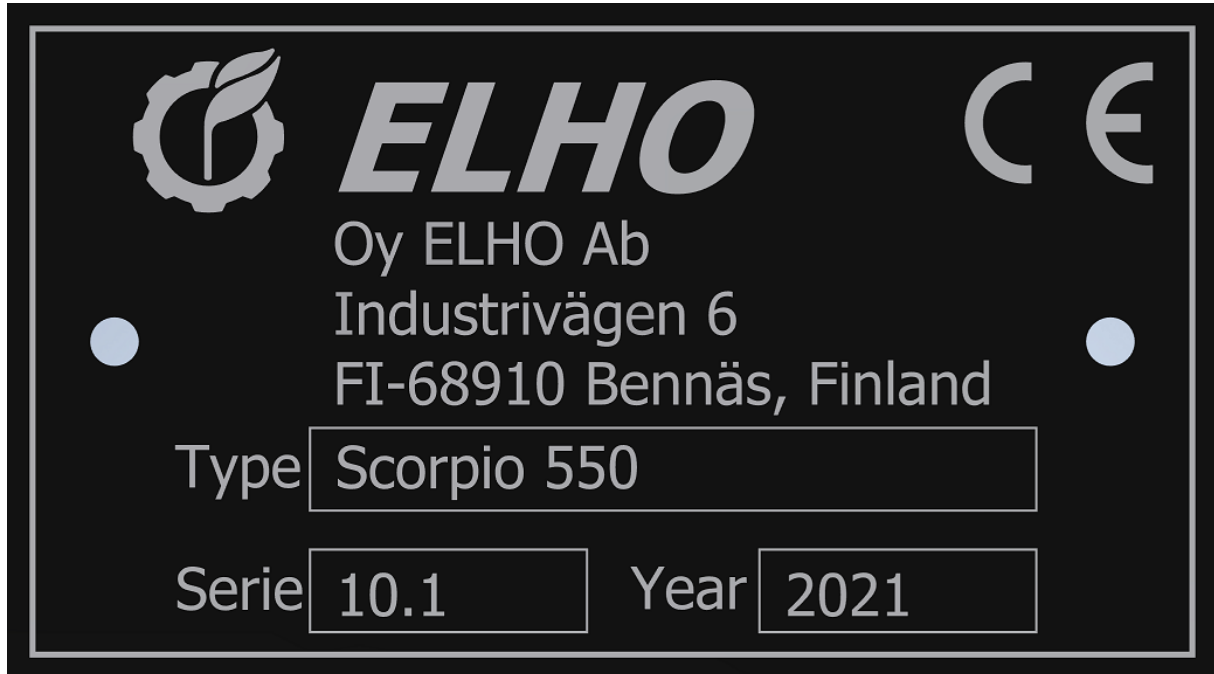 ELHO CE
Oy ELHO Ab
Industrivägen 6
FI-68910 Bennäs, Finland
Type Scorpio 550
Serie 10.1 Year 2021